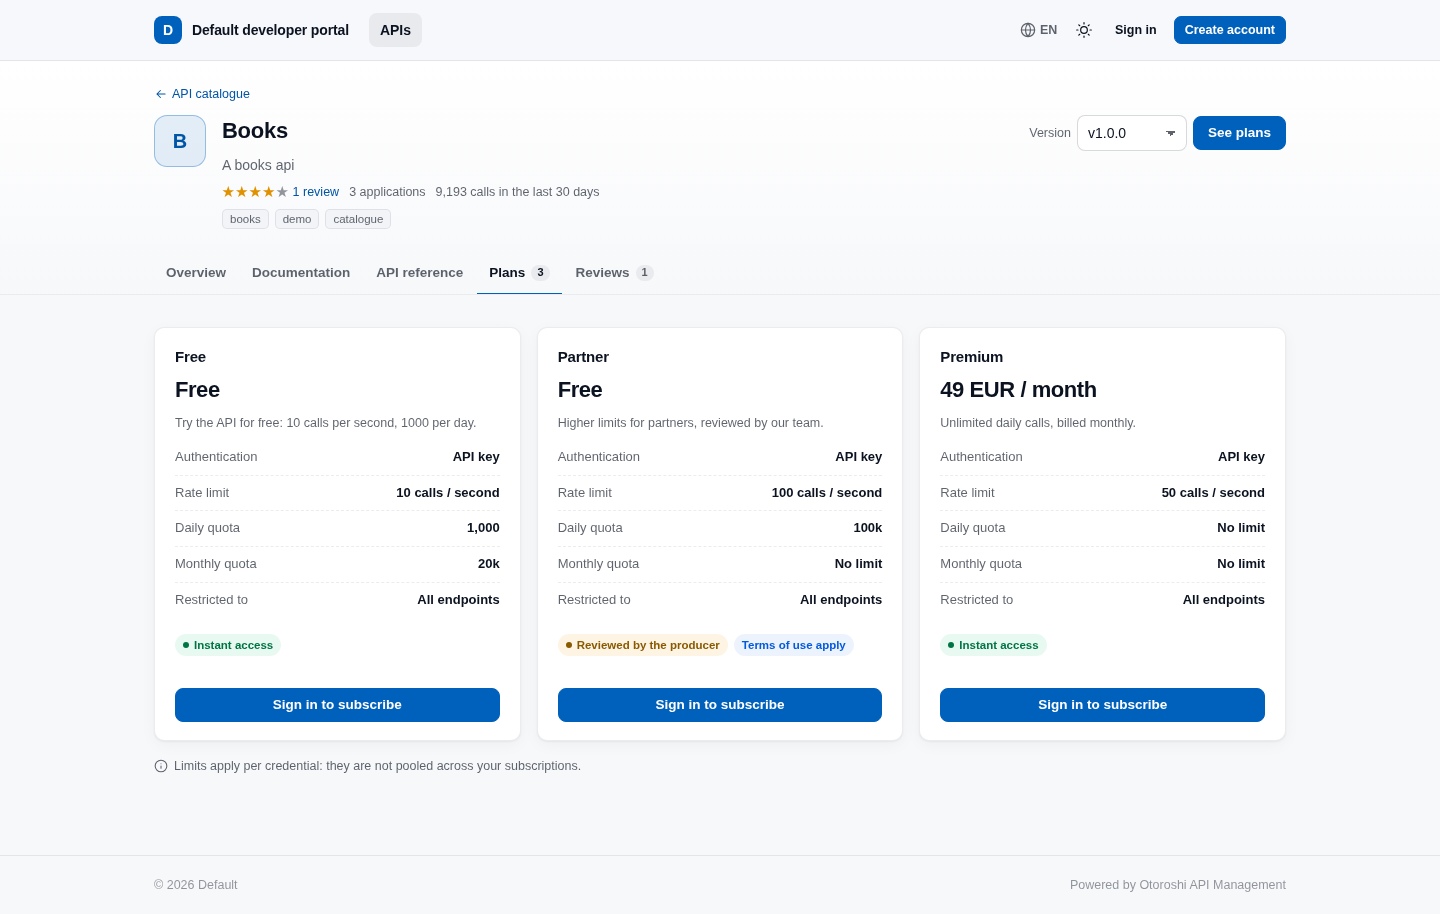 D Default developer portal APIs EN Sign in Create account
← API catalogue
B Books Version v1.0.0 See plans
A books api
★★★★★ 1 review 3 applications 9,193 calls in the last 30 days
books demo catalogue
Overview Documentation API reference Plans 3 Reviews 1
Free
Free
Try the API for free: 10 calls per second, 1000 per day.
Authentication API key
Rate limit 10 calls / second
Daily quota 1,000
Monthly quota 20k
Restricted to All endpoints
Instant access
Sign in to subscribe
Partner
Free
Higher limits for partners, reviewed by our team.
Authentication API key
Rate limit 100 calls / second
Daily quota 100k
Monthly quota No limit
Restricted to All endpoints
Reviewed by the producer Terms of use apply
Sign in to subscribe
Premium
49 EUR / month
Unlimited daily calls, billed monthly.
Authentication API key
Rate limit 50 calls / second
Daily quota No limit
Monthly quota No limit
Restricted to All endpoints
Instant access
Sign in to subscribe
Limits apply per credential: they are not pooled across your subscriptions.
© 2026 Default Powered by Otoroshi API Management